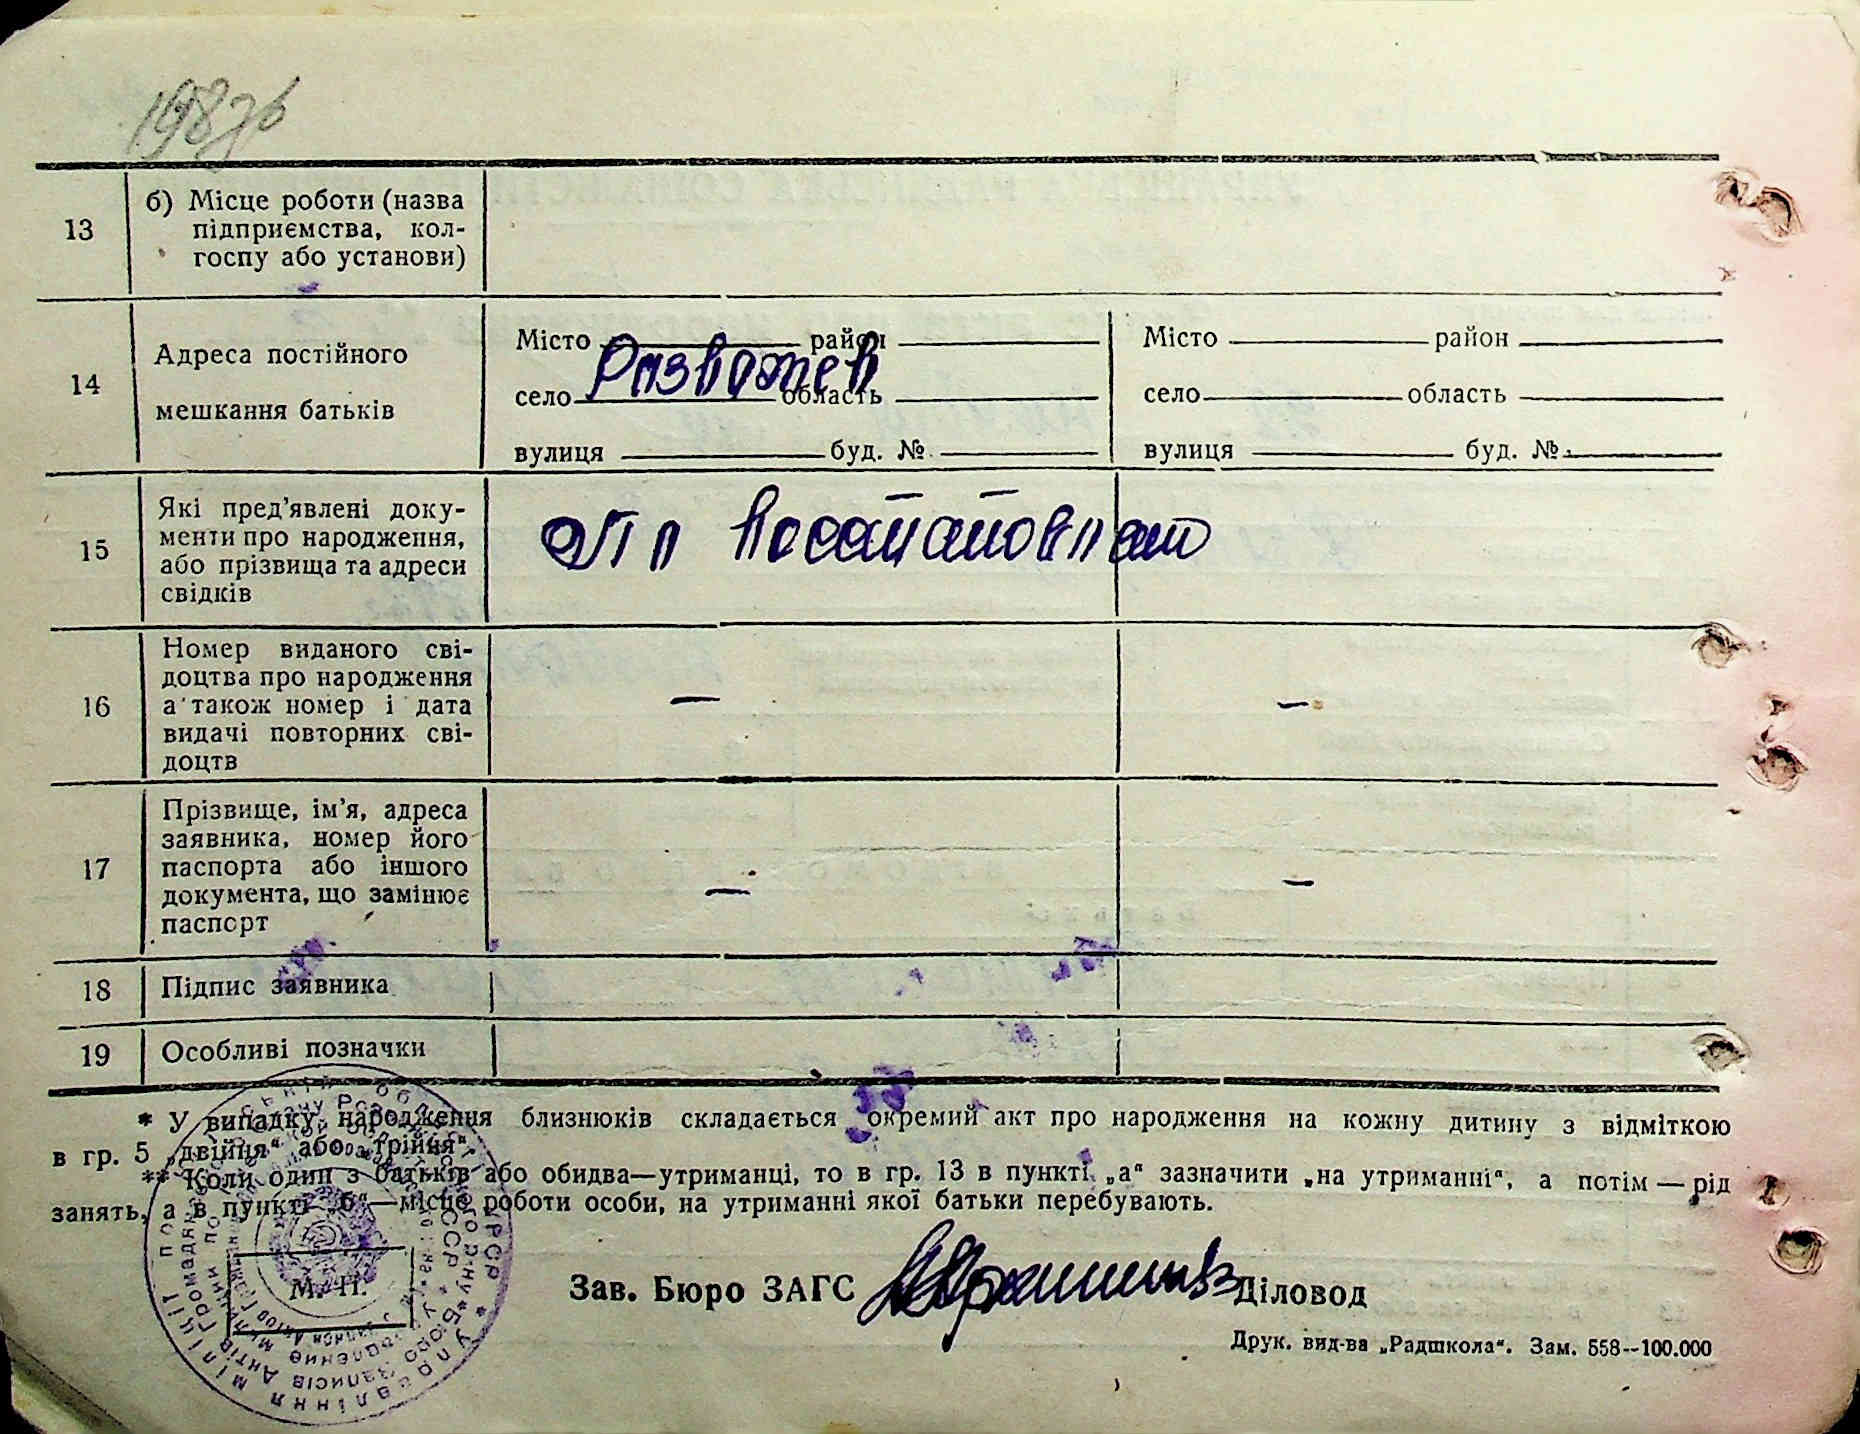 13
б) Місце роботи (назва
підприємства, кол-
госпу або установи)
14
Адреса постійного
мешкання батьків
Місто район
село Розважев область
вулиця буд. №
Місто район
село область
вулиця буд. №
15
Які пред'явлені доку-
менти про народження,
або прізвища та адреси
свідків
16
Номер виданого сві-
доцтва про народження
а також номер і дата
видачі повторних сві-
доцтв
—
—
17
Прізвище, ім'я, адреса
заявника, номер його
паспорта або іншого
документа, що замінює
паспорт
—
—
18
Підпис заявника
19
Особливі позначки
* У випадку народження близнюків складається окремий акт про народження на кожну дитину з відміткою
в гр. 5 „двійня“ або „трійня“.
** Коли один з батьків або обидва—утриманці, то в гр. 13 в пункті „а“ зазначити „на утриманні“, а потім — рід
занять, а в пункті „б“—місце роботи особи, на утриманні якої батьки перебувають.
М. П.
Зав. Бюро ЗАГС
Діловод
Друк. вид-ва „Радшкола“. Зам. 558--100.000